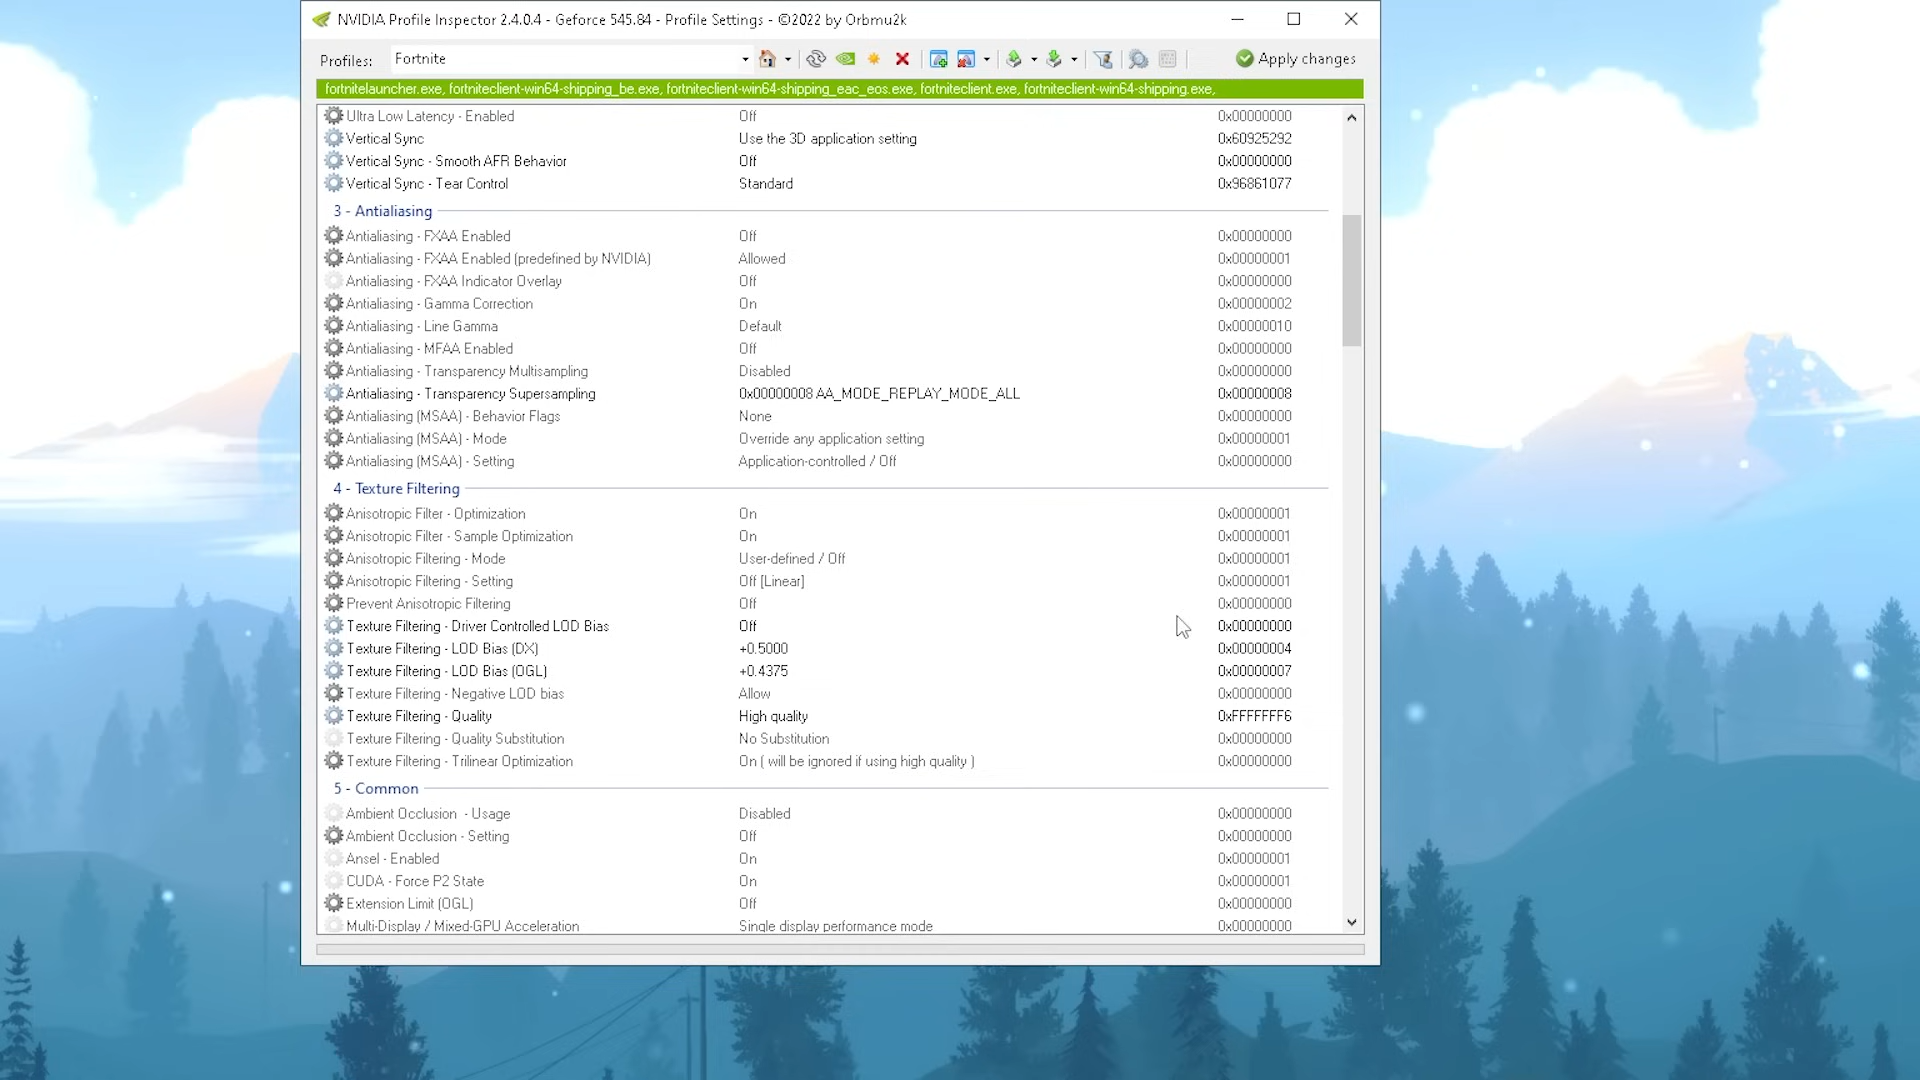 NVIDIA Profile Inspector 2.4.0.4 - Geforce 545.84 - Profile Settings - ©2022 by Orbmu2k
Profiles: Fortnite Apply changes
fortnitelauncher.exe, fortniteclient-win64-shipping_be.exe, fortniteclient-win64-shipping_eac_eos.exe, fortniteclient.exe, fortniteclient-win64-shipping.exe,
Ultra Low Latency - Enabled Off 0x00000000
Vertical Sync Use the 3D application setting 0x60925292
Vertical Sync - Smooth AFR Behavior Off 0x00000000
Vertical Sync - Tear Control Standard 0x96861077
3 - Antialiasing
Antialiasing - FXAA Enabled Off 0x00000000
Antialiasing - FXAA Enabled (predefined by NVIDIA) Allowed 0x00000001
Antialiasing - FXAA Indicator Overlay Off 0x00000000
Antialiasing - Gamma Correction On 0x00000002
Antialiasing - Line Gamma Default 0x00000010
Antialiasing - MFAA Enabled Off 0x00000000
Antialiasing - Transparency Multisampling Disabled 0x00000000
Antialiasing - Transparency Supersampling 0x00000008 AA_MODE_REPLAY_MODE_ALL 0x00000008
Antialiasing (MSAA) - Behavior Flags None 0x00000000
Antialiasing (MSAA) - Mode Override any application setting 0x00000001
Antialiasing (MSAA) - Setting Application-controlled / Off 0x00000000
4 - Texture Filtering
Anisotropic Filter - Optimization On 0x00000001
Anisotropic Filter - Sample Optimization On 0x00000001
Anisotropic Filtering - Mode User-defined / Off 0x00000001
Anisotropic Filtering - Setting Off [Linear] 0x00000001
Prevent Anisotropic Filtering Off 0x00000000
Texture Filtering - Driver Controlled LOD Bias Off 0x00000000
Texture Filtering - LOD Bias (DX) +0.5000 0x00000004
Texture Filtering - LOD Bias (OGL) +0.4375 0x00000007
Texture Filtering - Negative LOD bias Allow 0x00000000
Texture Filtering - Quality High quality 0xFFFFFFF6
Texture Filtering - Quality Substitution No Substitution 0x00000000
Texture Filtering - Trilinear Optimization On ( will be ignored if using high quality ) 0x00000000
5 - Common
Ambient Occlusion - Usage Disabled 0x00000000
Ambient Occlusion - Setting Off 0x00000000
Ansel - Enabled On 0x00000001
CUDA - Force P2 State On 0x00000001
Extension Limit (OGL) Off 0x00000000
Multi-Display / Mixed-GPU Acceleration Single display performance mode 0x00000000